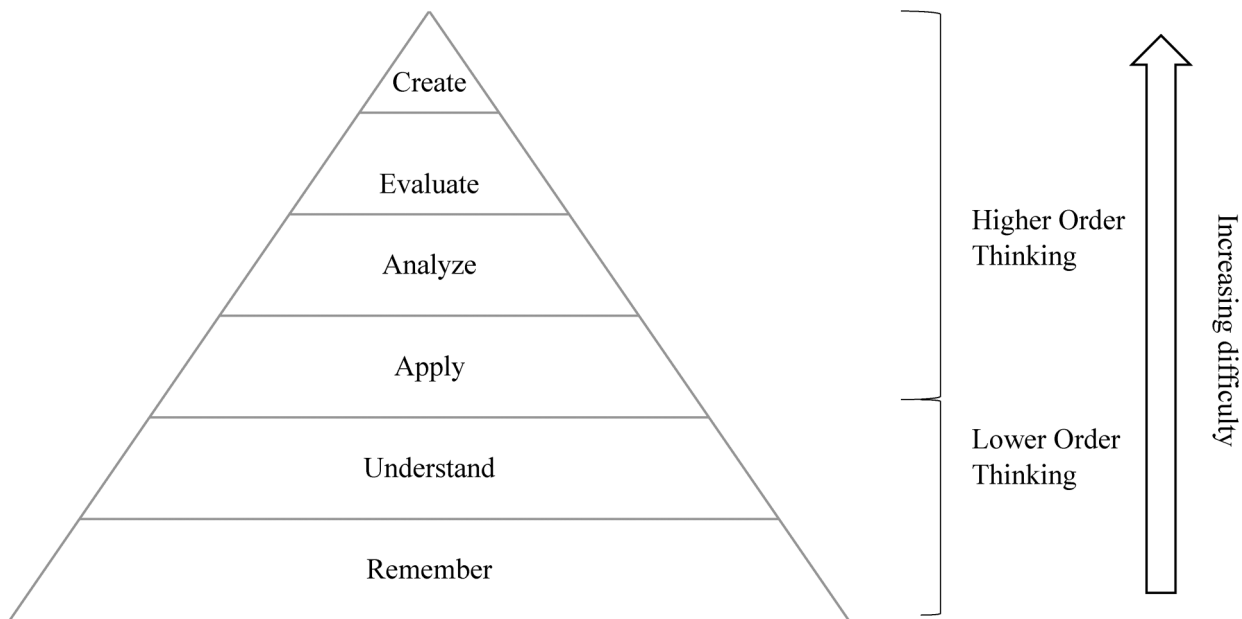 Create
Evaluate
Analyze
Apply
Understand
Remember
Higher Order
Thinking
Lower Order
Thinking
Increasing difficulty